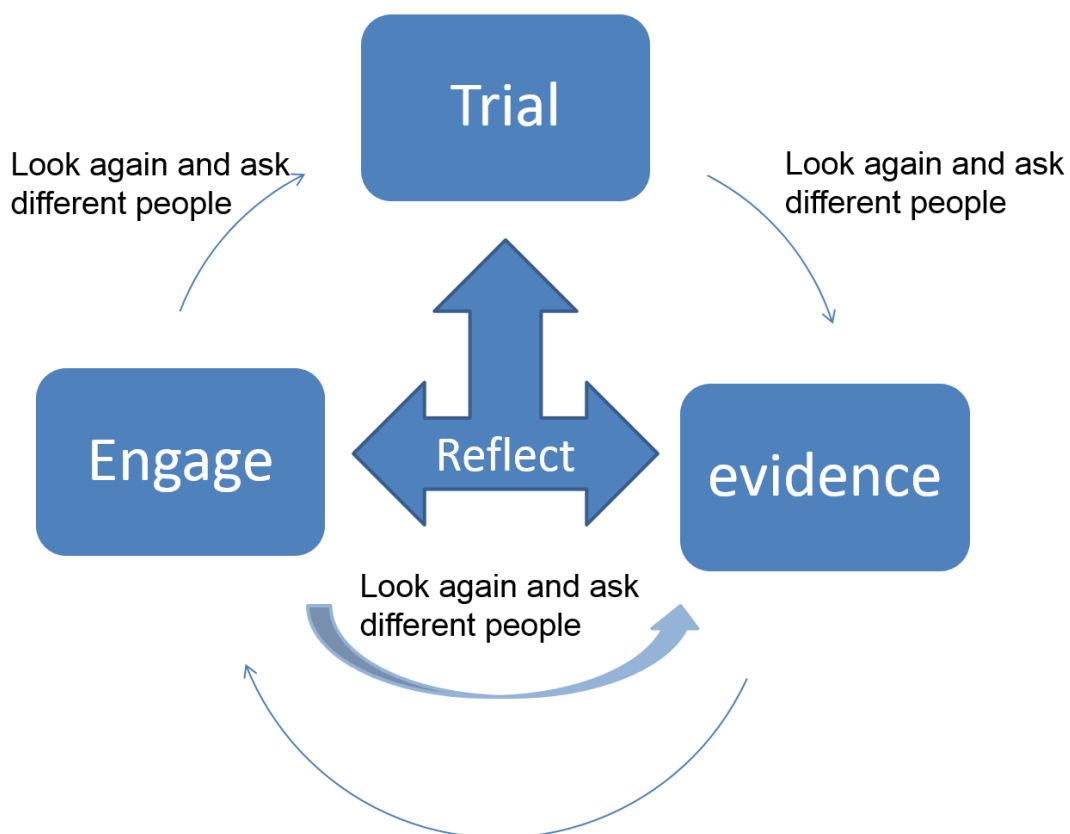 Trial
Look again and ask
different people
Look again and ask
different people
Engage
Reflect
evidence
Look again and ask
different people